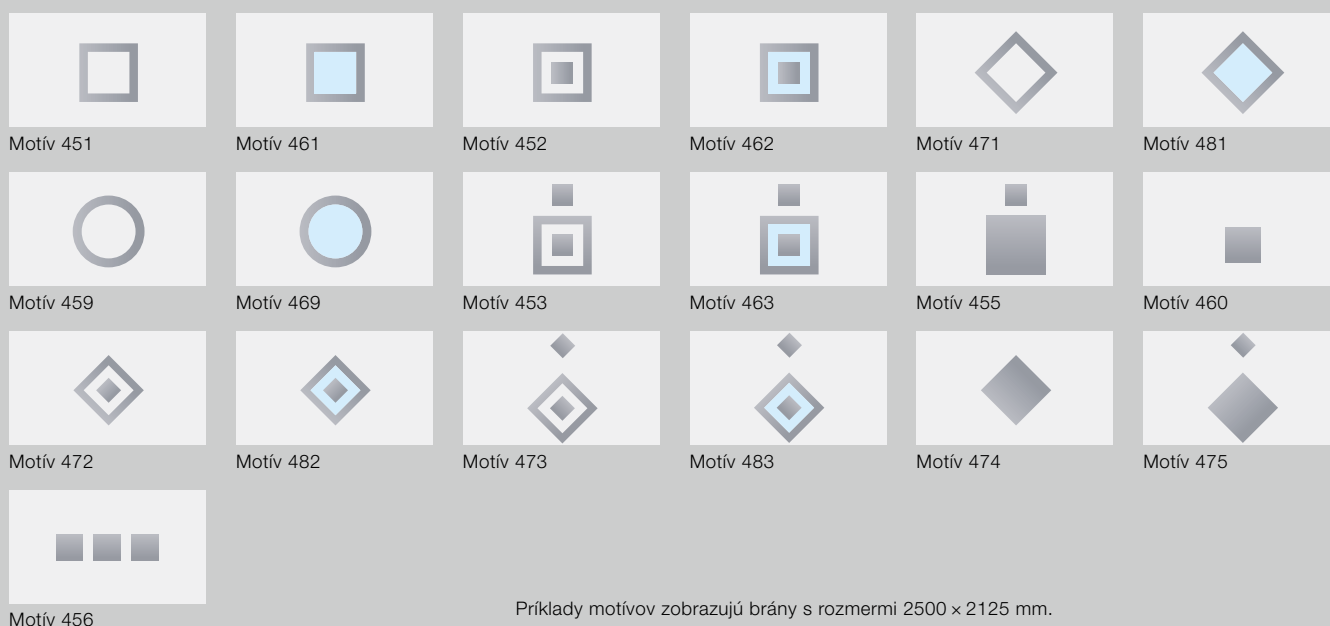 Motív 451
Motív 461
Motív 452
Motív 462
Motív 471
Motív 481
Motív 459
Motív 469
Motív 453
Motív 463
Motív 455
Motív 460
Motív 472
Motív 482
Motív 473
Motív 483
Motív 474
Motív 475
Motív 456
Príklady motívov zobrazujú brány s rozmermi 2500 × 2125 mm.